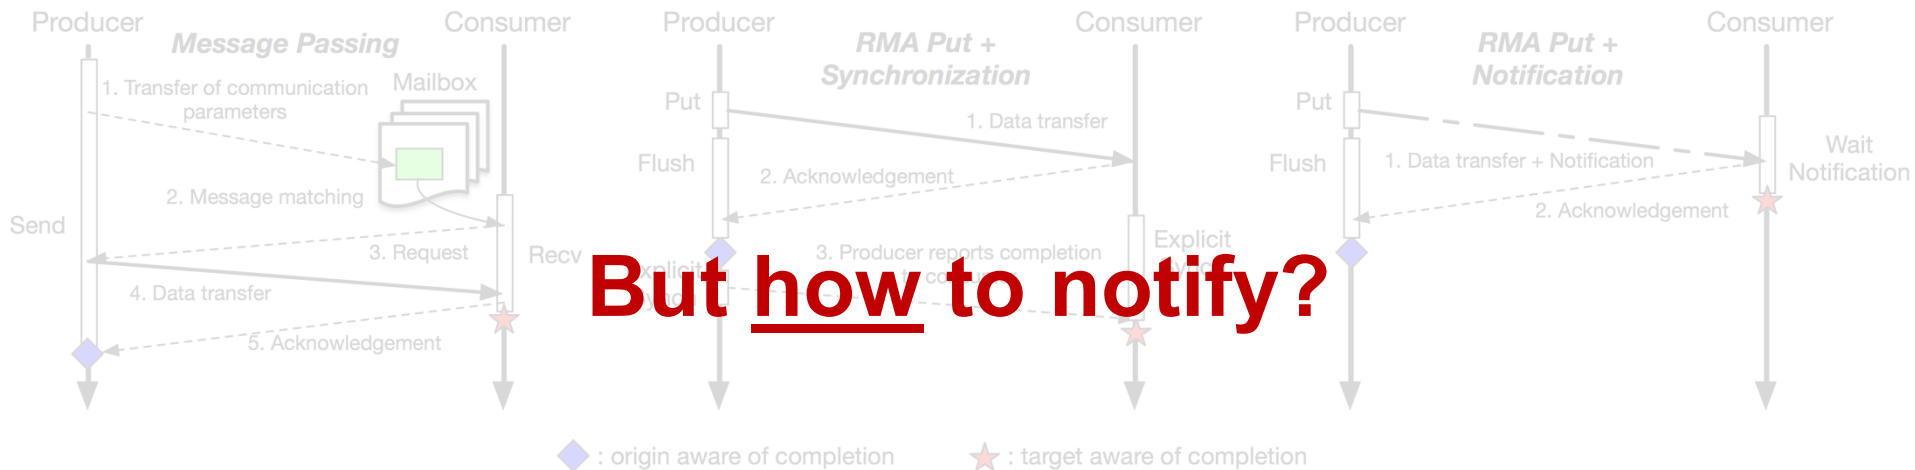 Producer
Consumer
Message Passing
1. Transfer of communication
parameters
Mailbox
2. Message matching
Send
3. Request
Recv
4. Data transfer
5. Acknowledgement
Producer
Consumer
RMA Put +
Synchronization
Put
1. Data transfer
Flush
2. Acknowledgement
3. Producer reports completion
Explicit
Producer
Consumer
RMA Put +
Notification
Put
Flush
1. Data transfer + Notification
Wait
Notification
2. Acknowledgement
But how to notify?
: origin aware of completion
: target aware of completion